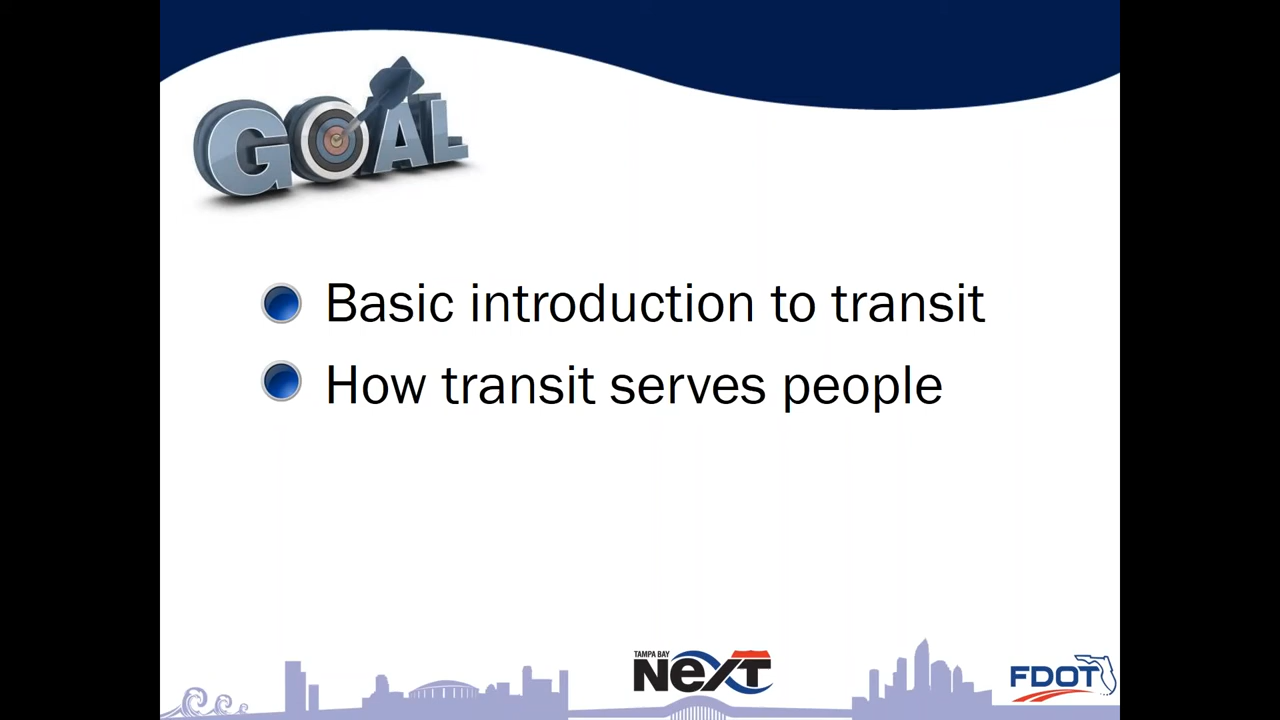 GOAL
Basic introduction to transit
How transit serves people
TAMPA BAY
NEXT
FDOT